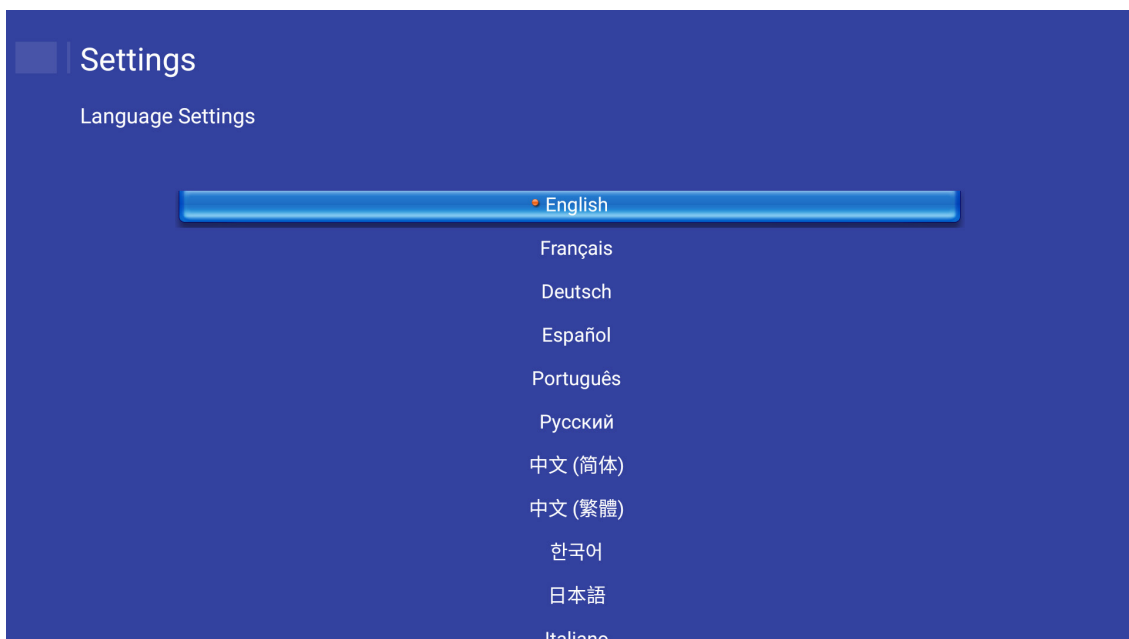 Settings
Language Settings
English
Français
Deutsch
Español
Português
Русский
中文 (简体)
中文 (繁體)
한국어
日本語
Italiano